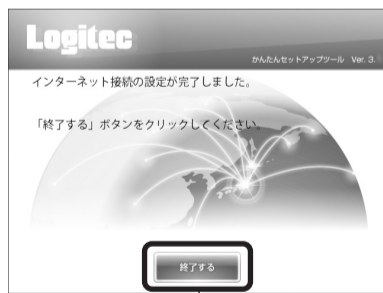 Logitec
かんたんセットアップツール Ver. 3.
インターネット接続の設定が完了しました。
「終了する」ボタンをクリックしてください。
終了する